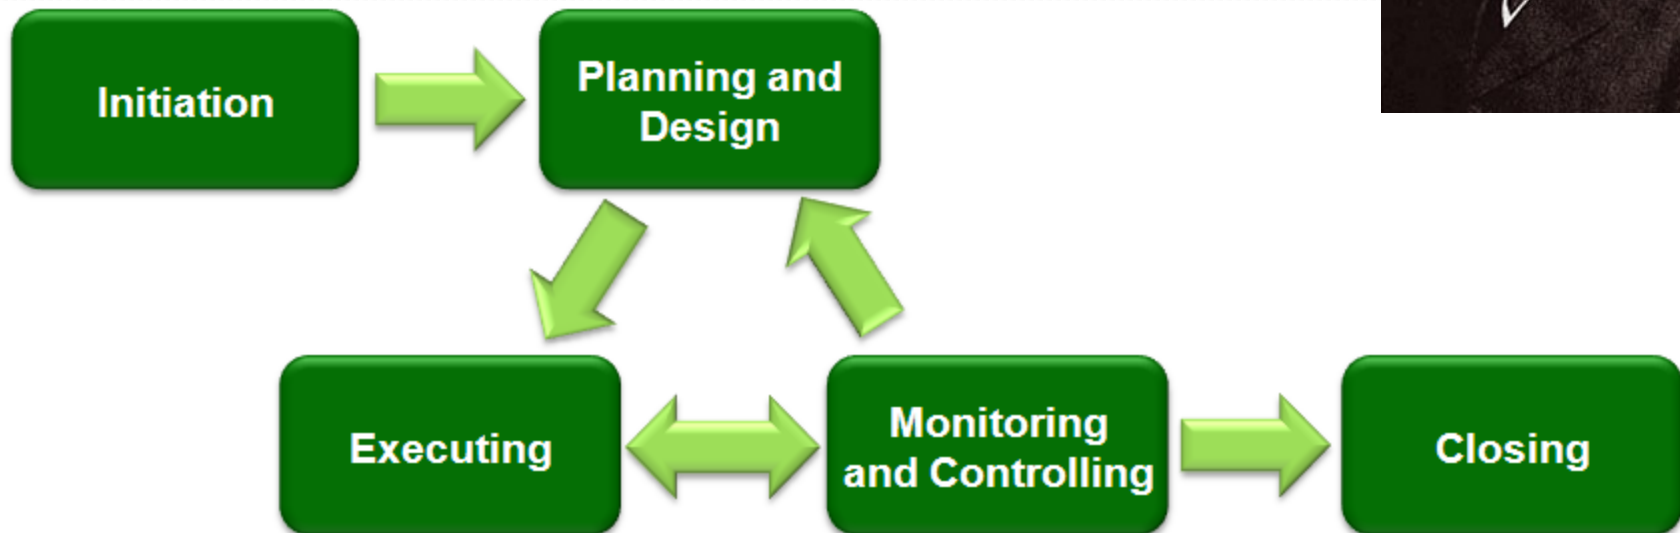 Initiation
Planning and
Design
Executing
Monitoring
and Controlling
Closing